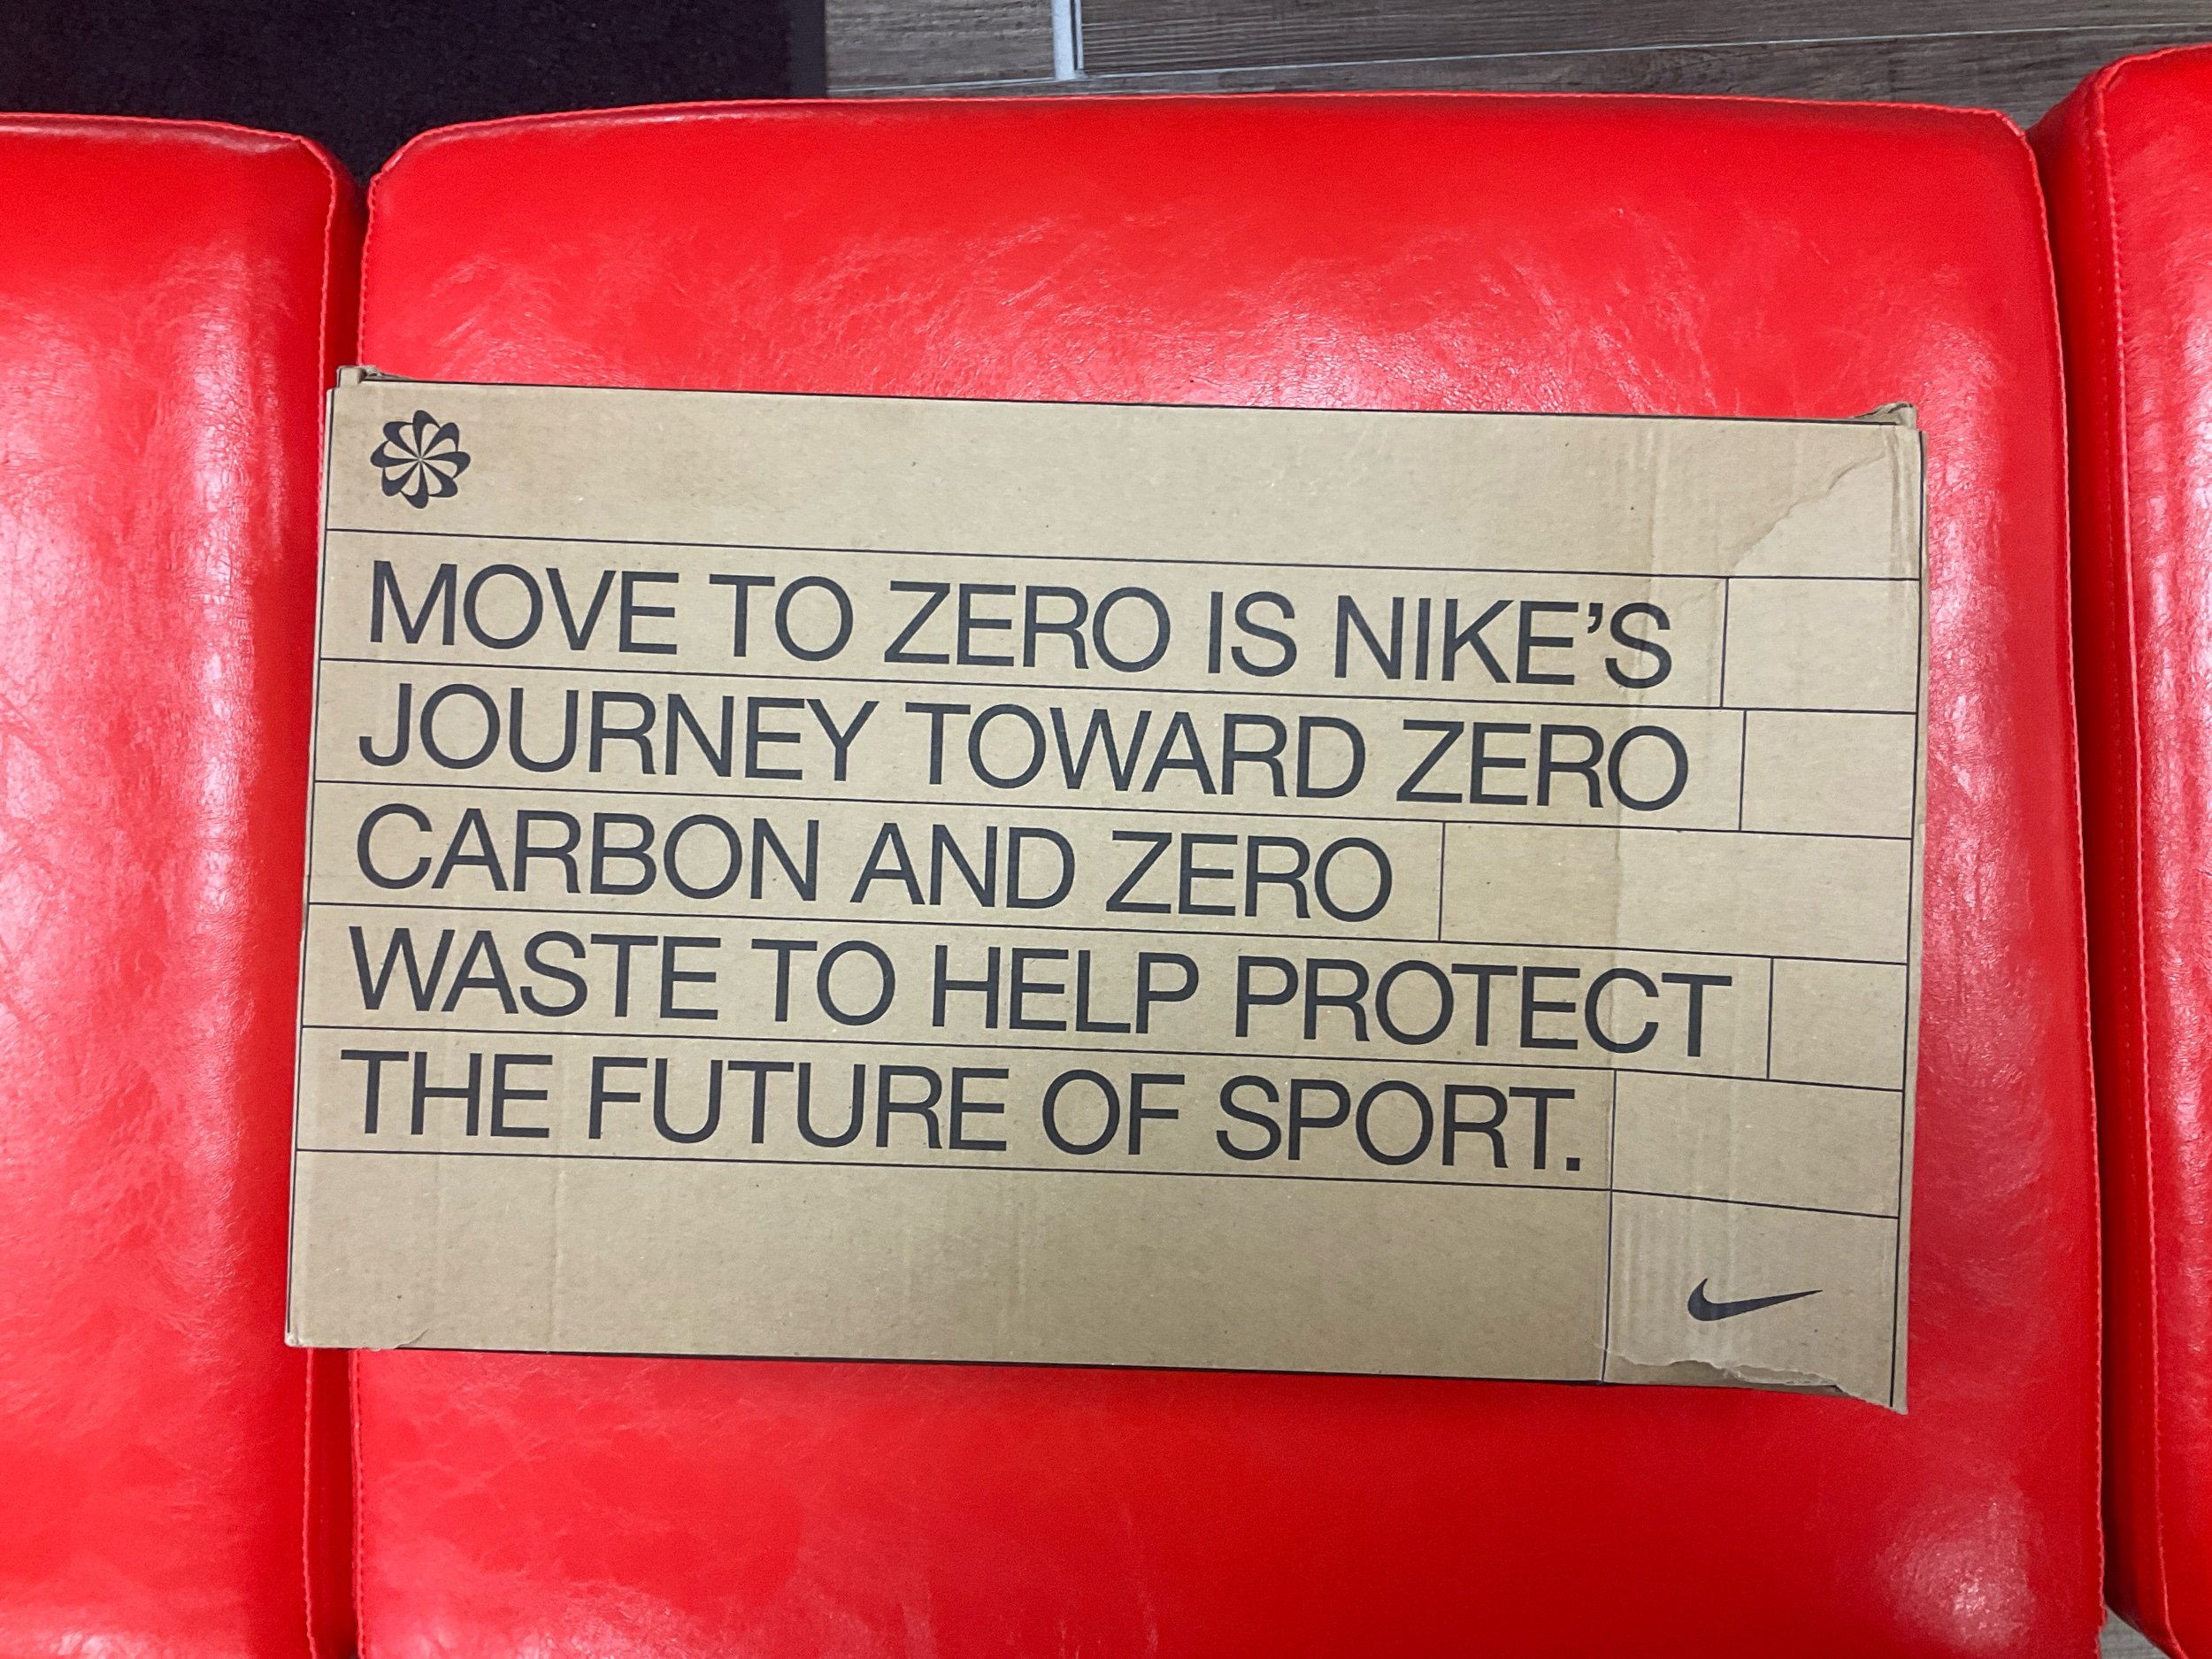 MOVE TO ZERO IS NIKE'S
JOURNEY TOWARD ZERO
CARBON AND ZERO
WASTE TO HELP PROTECT
THE FUTURE OF SPORT.